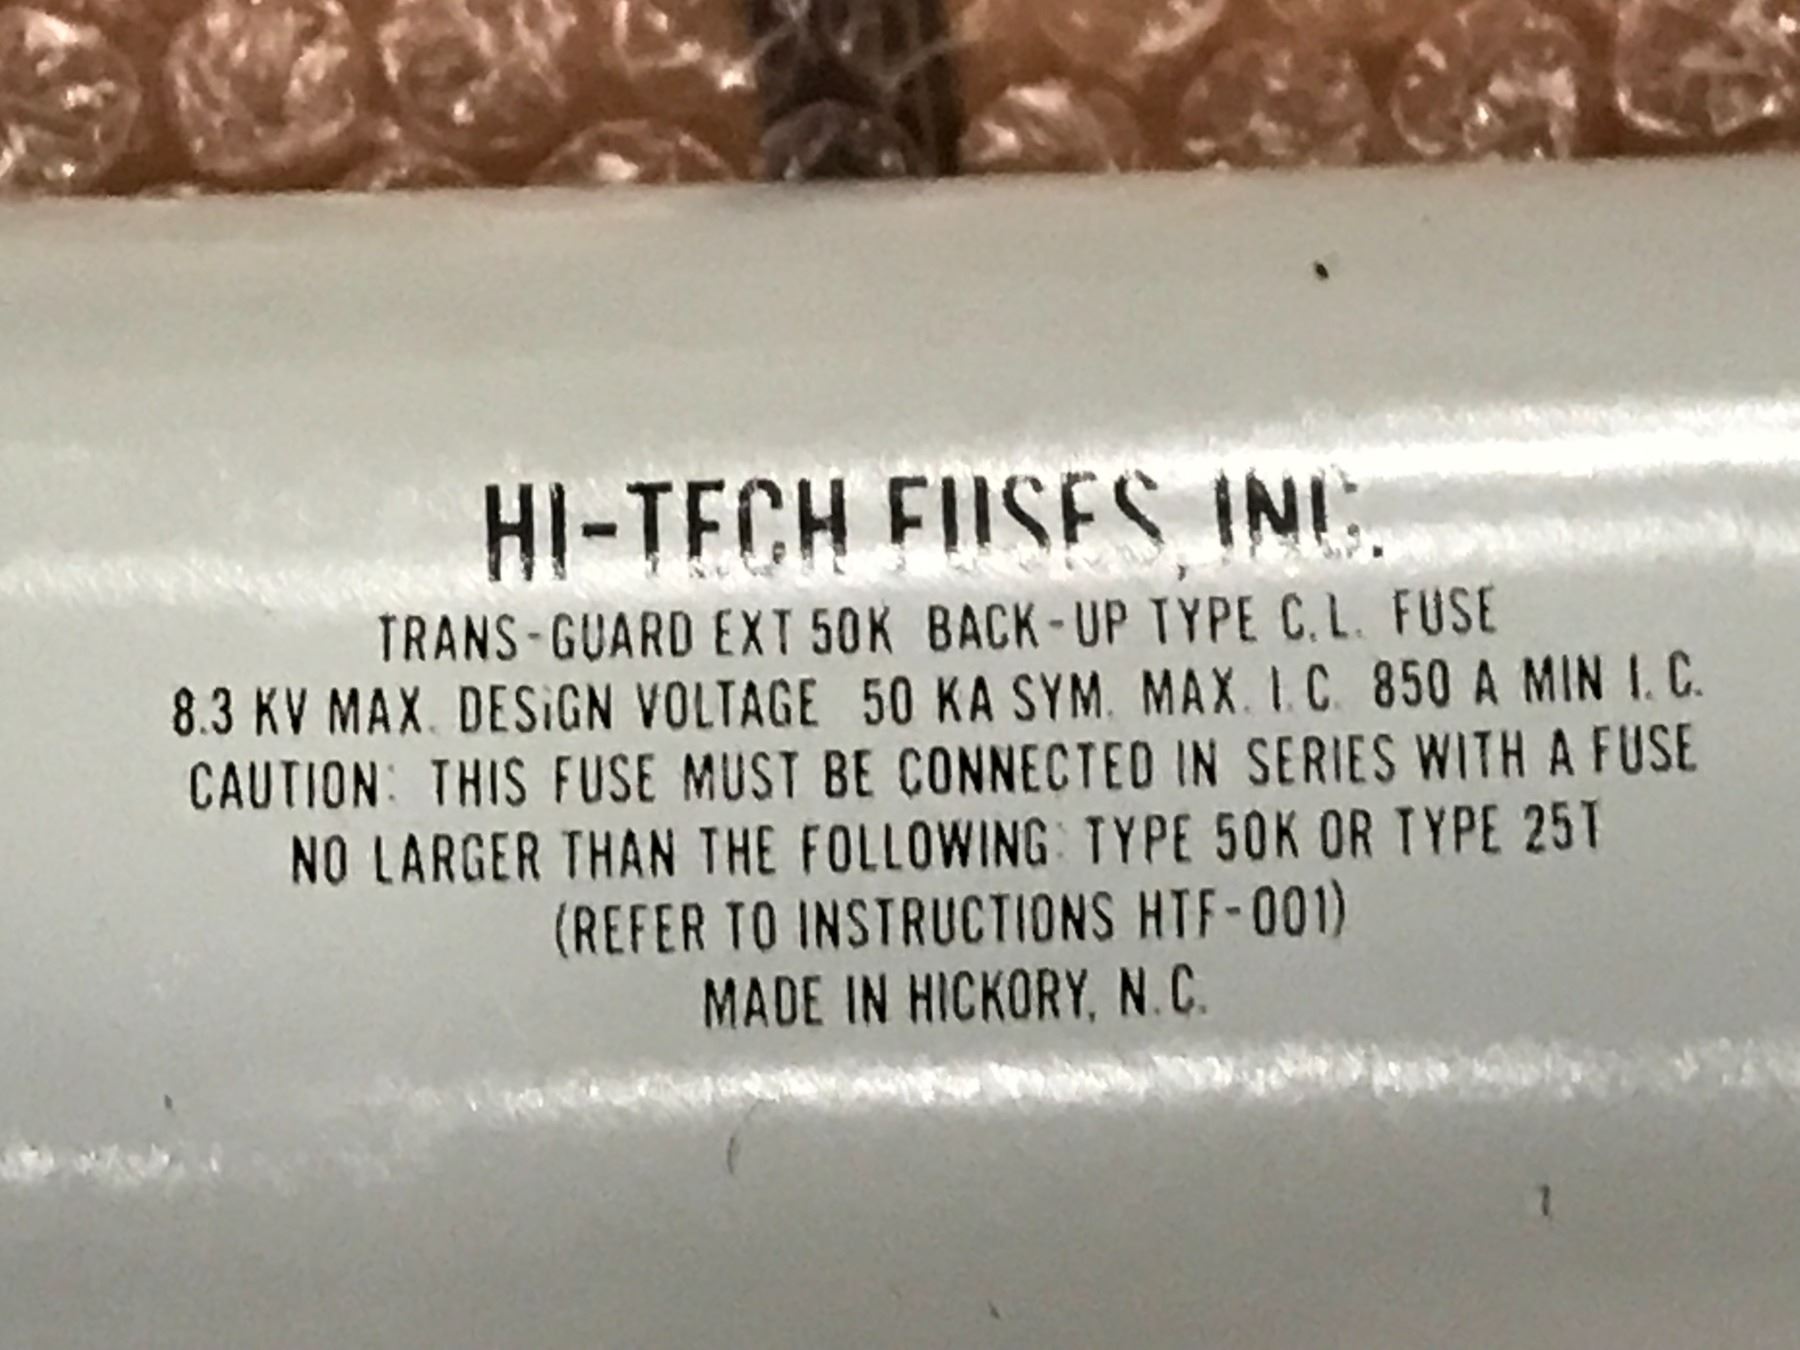 HI-TECH FUSES, INC.
TRANS-GUARD EXT 50K BACK-UP TYPE C.L. FUSE
8.3 KV MAX. DESiGN VOLTAGE 50 KA SYM. MAX. I.C. 850 A MIN I.C.
CAUTION: THIS FUSE MUST BE CONNECTED IN SERIES WITH A FUSE
NO LARGER THAN THE FOLLOWING: TYPE 50K OR TYPE 25T
(REFER TO INSTRUCTIONS HTF-001)
MADE IN HICKORY, N.C.